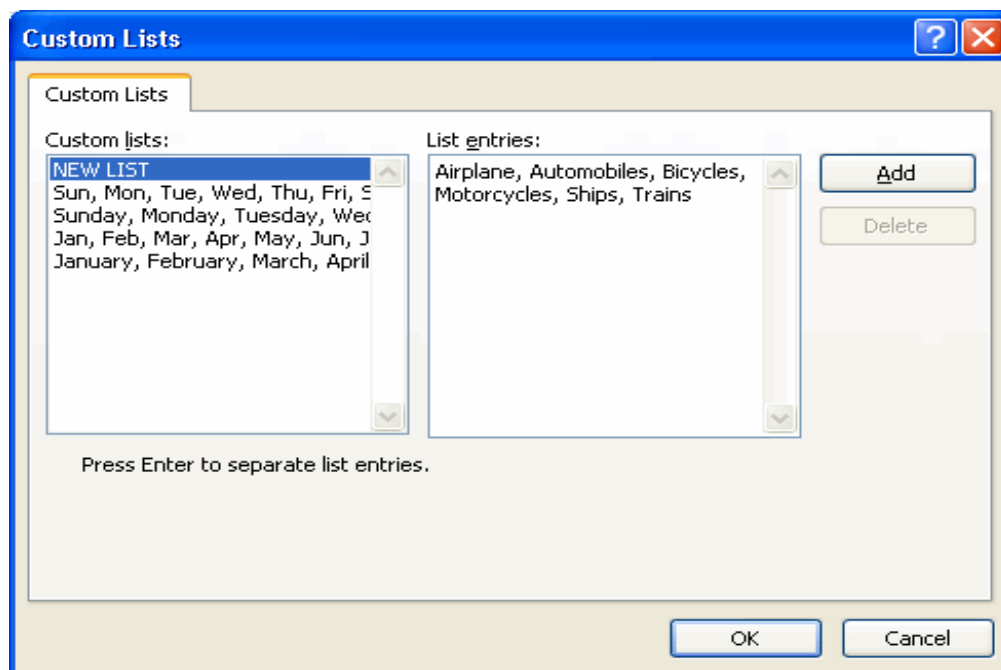 Custom Lists
Custom Lists
Custom lists:
NEW LIST
Sun, Mon, Tue, Wed, Thu, Fri, S
Sunday, Monday, Tuesday, Wed
Jan, Feb, Mar, Apr, May, Jun, J
January, February, March, April
List entries:
Airplane, Automobiles, Bicycles,
Motorcycles, Ships, Trains
Add
Delete
Press Enter to separate list entries.
OK
Cancel